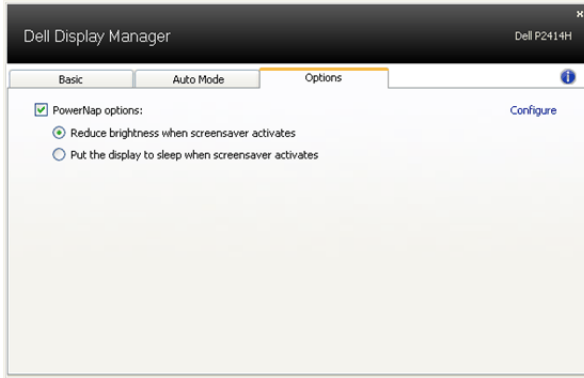 Dell Display Manager
Dell P2414H
Basic
Auto Mode
Options
PowerNap options:
Configure
Reduce brightness when screensaver activates
Put the display to sleep when screensaver activates